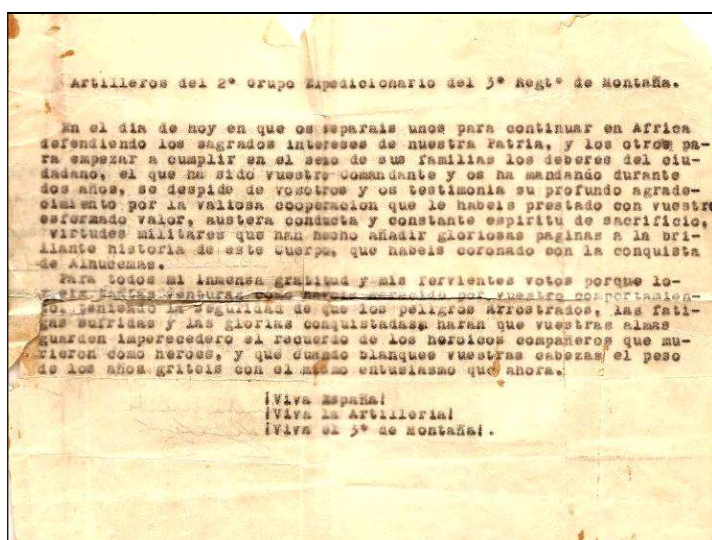 Artilleros del 2º Grupo Expedicionario del 3º Regtº de Montaña.
En el dia de hoy en que os separais unos para continuar en Africa
defendiendo los sagrados intereses de nuestra Patria, y los otros pa-
ra empezar a cumplir en el seno de sus familias los deberes del ciu-
dadano, el que ha sido vuestro Comandante y os ha mandando durante
dos años, se despide de vosotros y os testimonia su profundo agrade-
cimiento por la valiosa cooperacion que le habeis prestado con vuestro
esformado valor, austera conducta y constante espiritu de sacrificio,
virtudes militares que han hecho añadir gloriosas paginas a la bri-
llante historia de este Cuerpo, que habeis coronado con la conquista
de Alhucemas.
Para todos mi inmensa gratitud y mis fervientes votos porque lo-
venturas como por vuestro comportamien-
to, teniendo la seguridad de que los peligros arrostrados, las fati-
gas sufridas y las glorias conquistadasa haran que vuestras almas
guarden imperecedero el recuerdo de los heroicos compañeros que mu-
rieron como heroes, y que cuando blanques vuestras cabezas el peso
de los años griteis con el mismo entusiasmo que ahora.
¡Viva España!
¡Viva la Artilleria!
¡Viva el 3º de Montaña!.